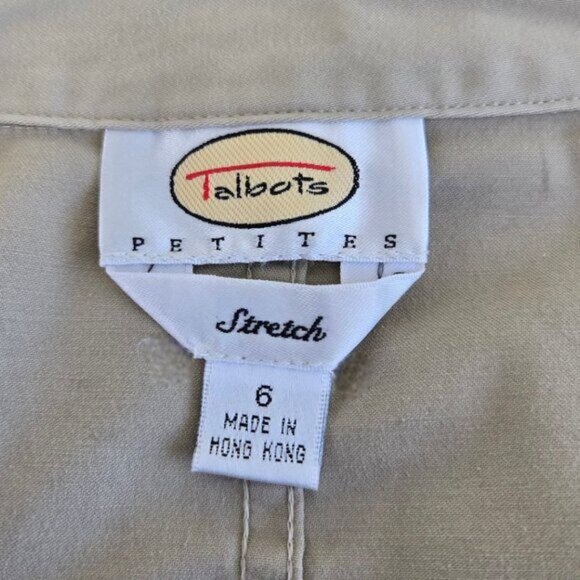 Talbots
PETITES
Stretch
6
MADE IN
HONG KONG